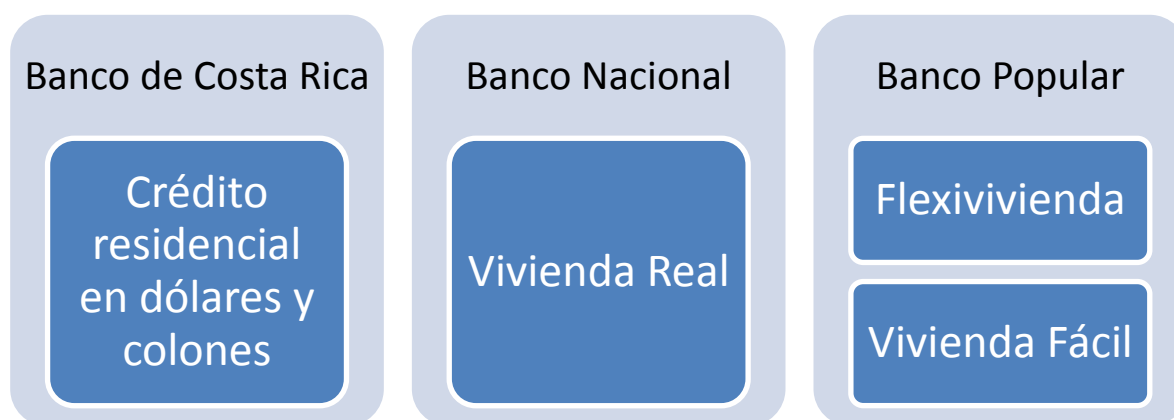 Banco de Costa Rica
Crédito
residencial
en dólares y
colones
Banco Nacional
Vivienda Real
Banco Popular
Flexivivienda
Vivienda Fácil